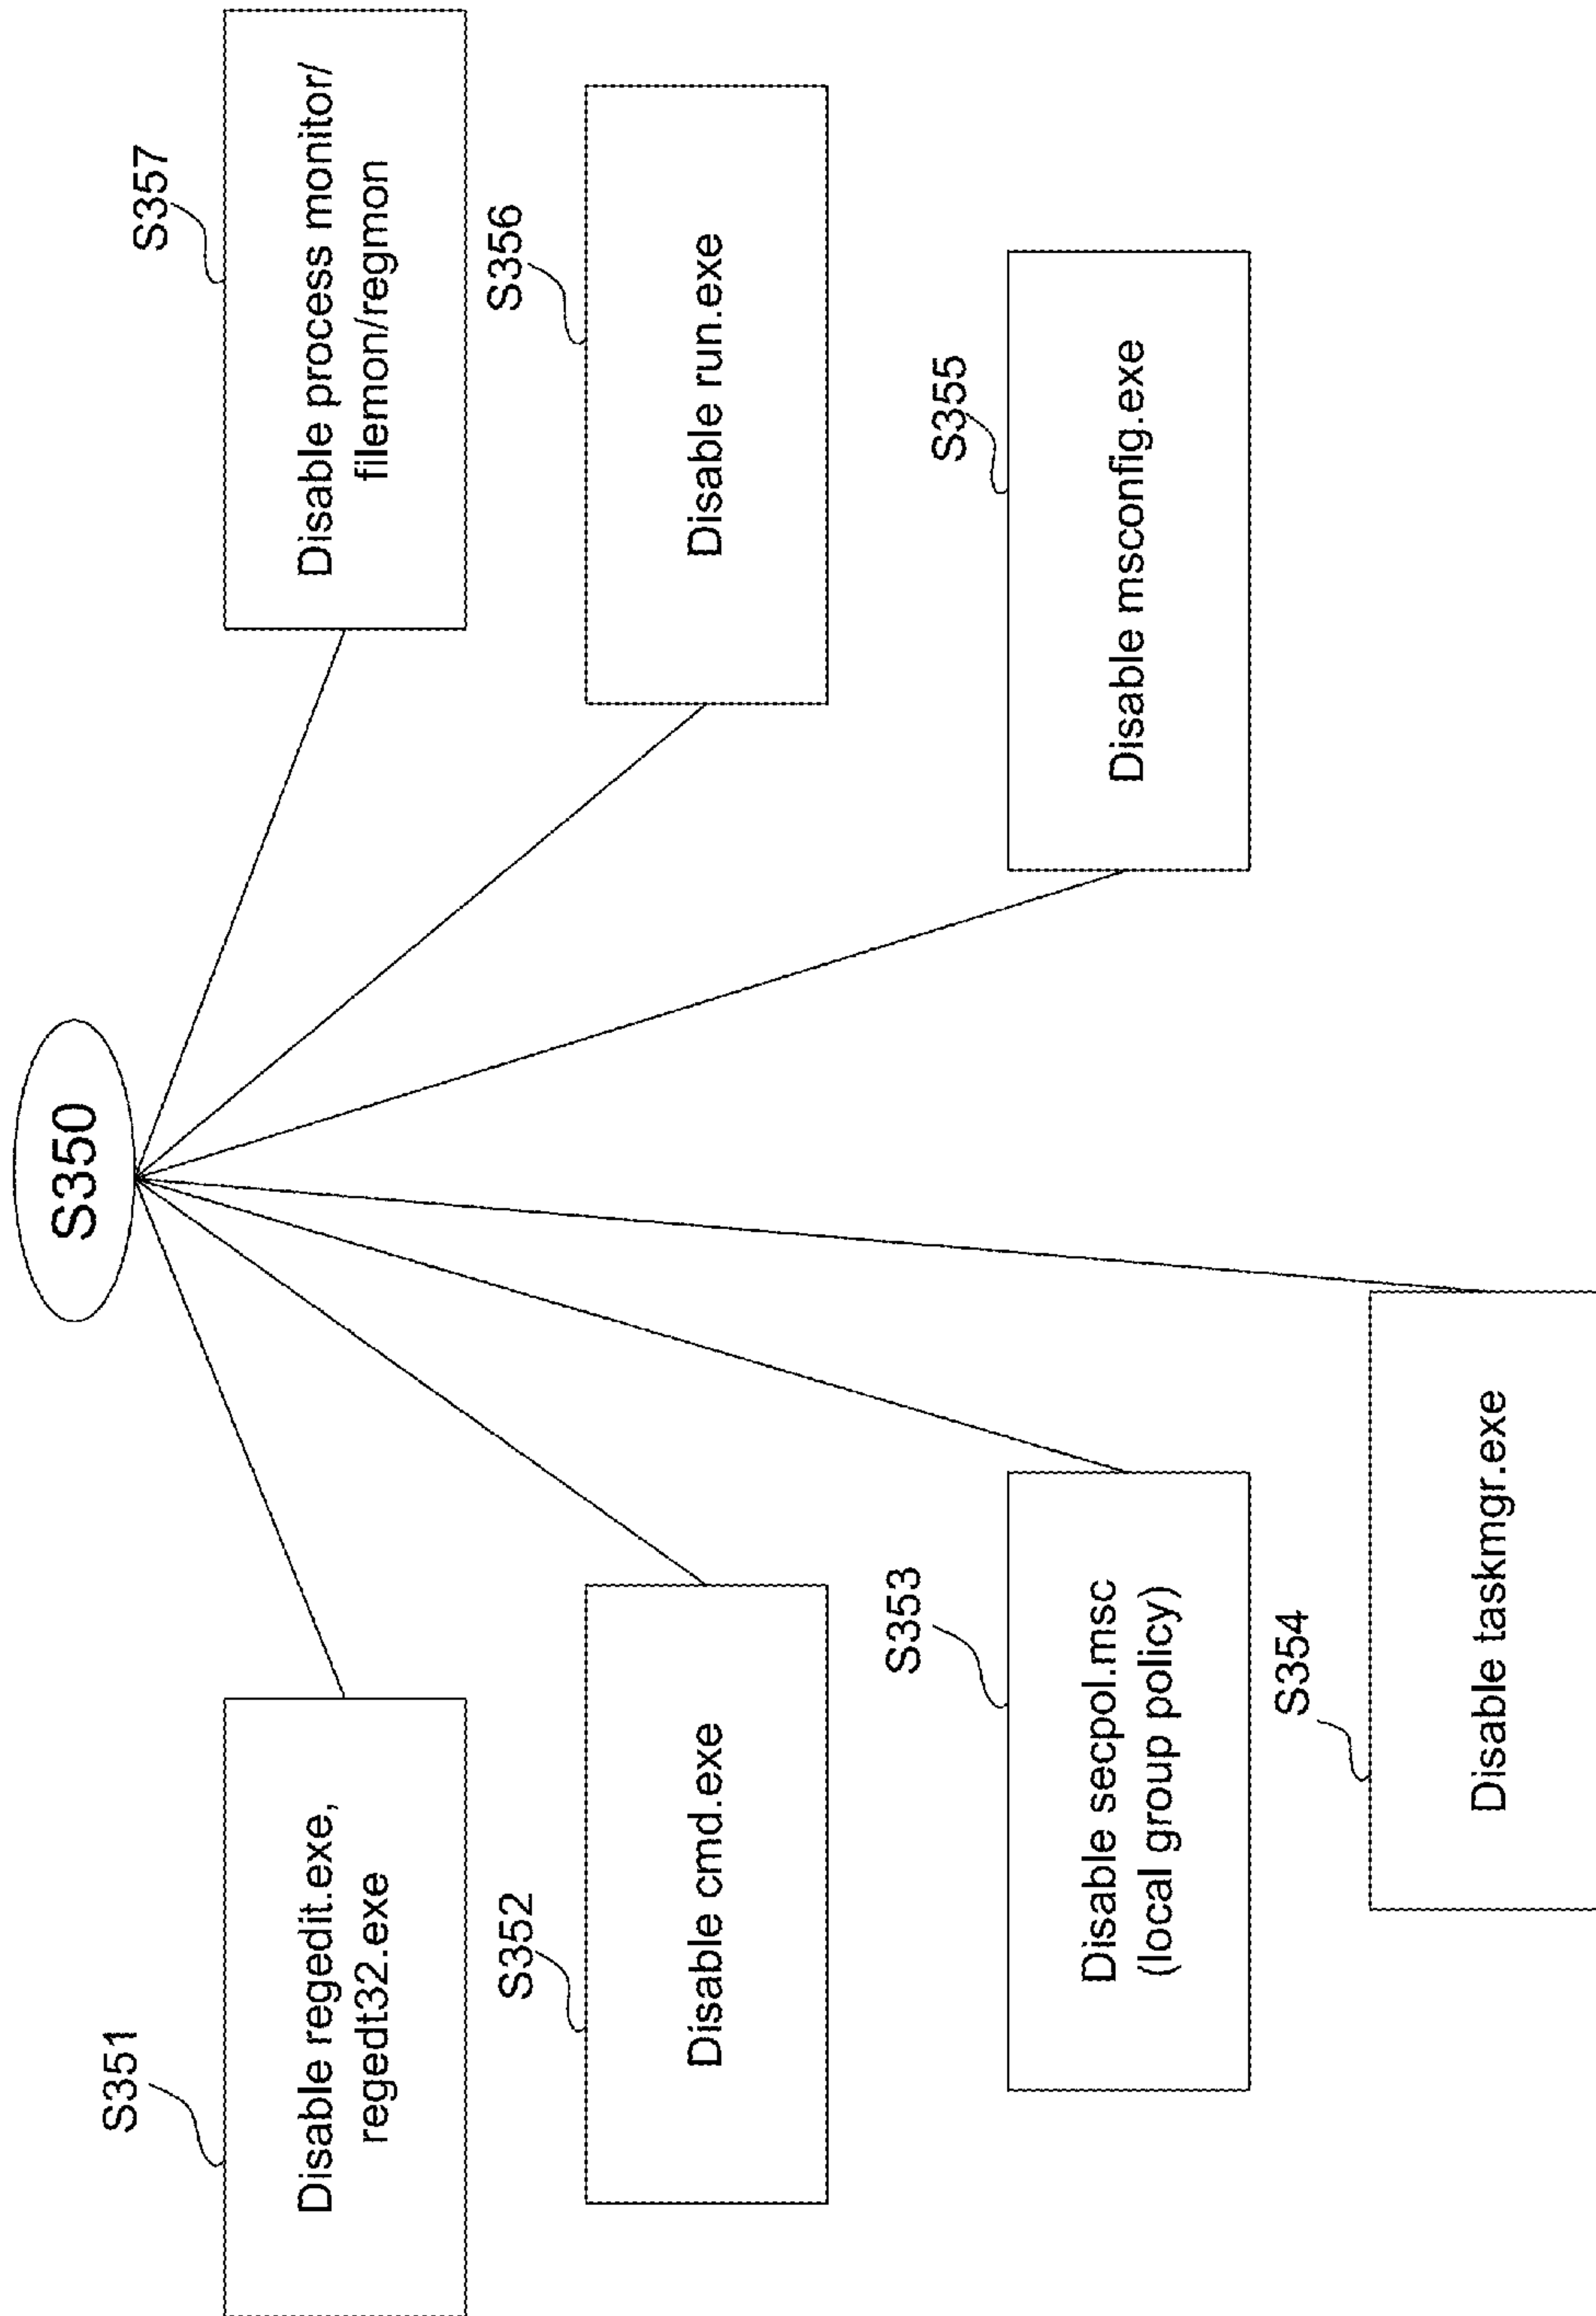 S350
S351
Disable regedit.exe,
regedt32.exe
S352
Disable cmd.exe
S353
Disable secpol.msc
(local group policy)
S354
Disable taskmgr.exe
S355
Disable msconfig.exe
S356
Disable run.exe
S357
Disable process monitor/
filemon/regmon